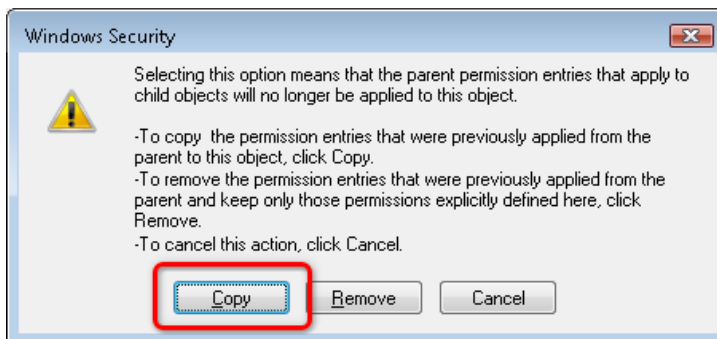 Windows Security
Selecting this option means that the parent permission entries that apply to
child objects will no longer be applied to this object.
-To copy the permission entries that were previously applied from the
parent to this object, click Copy.
-To remove the permission entries that were previously applied from the
parent and keep only those permissions explicitly defined here, click
Remove.
-To cancel this action, click Cancel.
Copy Remove Cancel